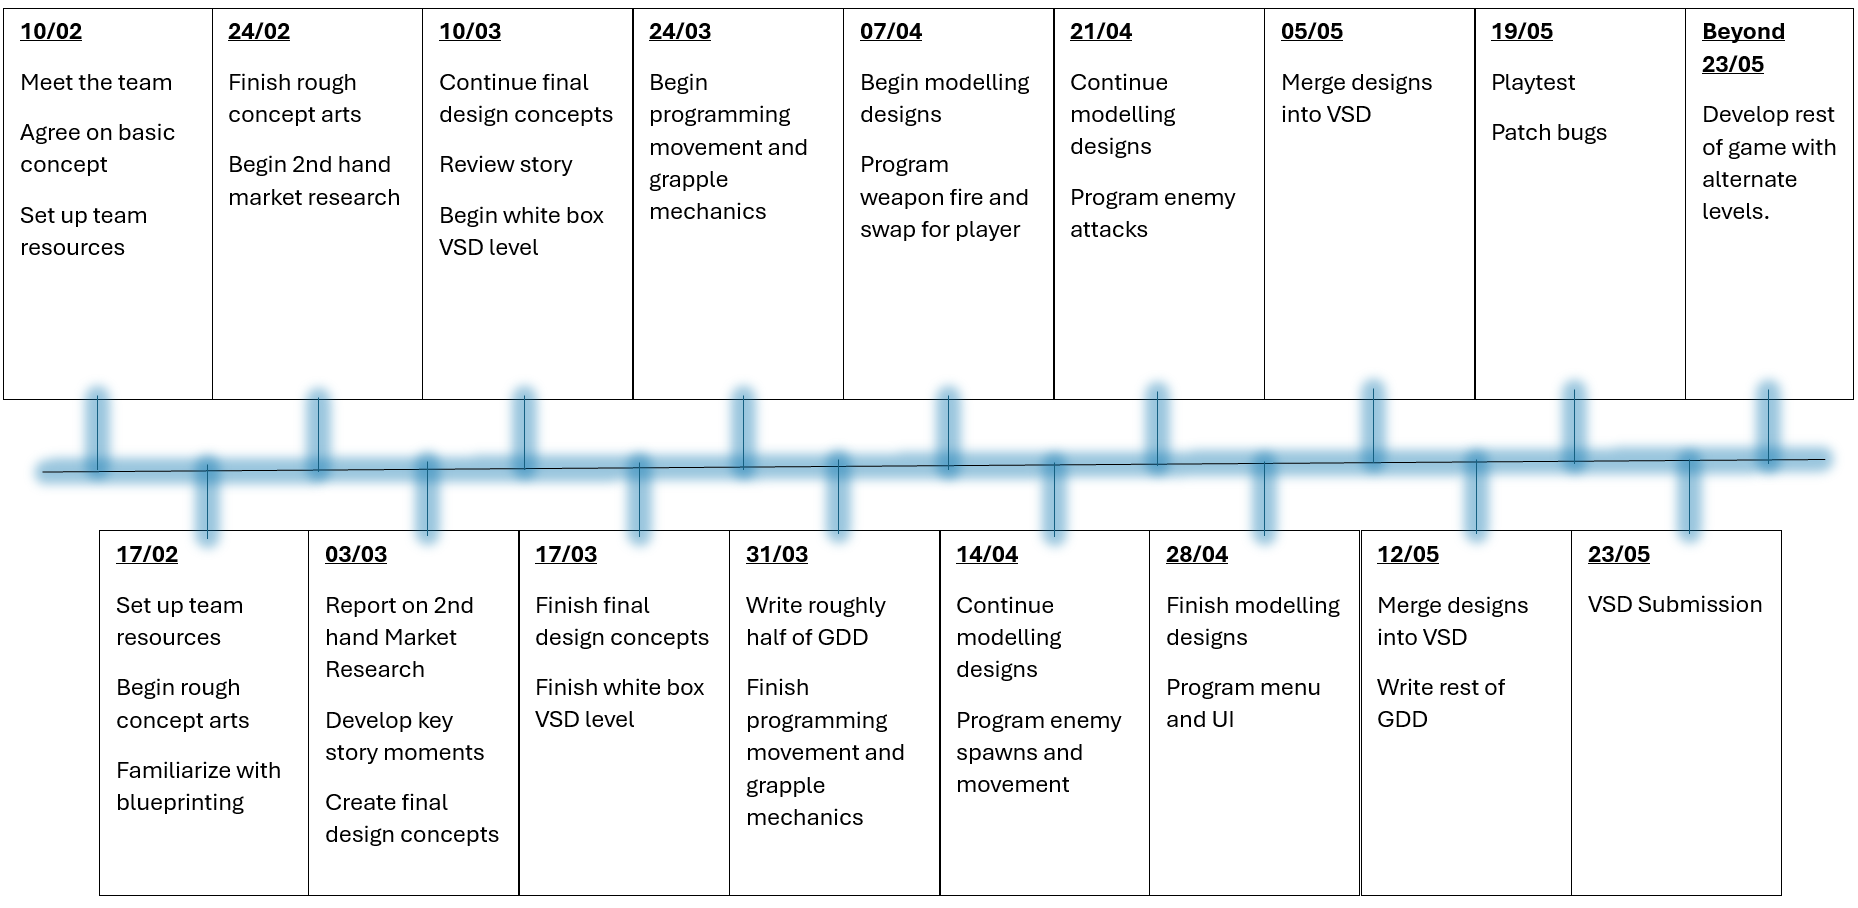 10/02
Meet the team
Agree on basic
concept
Set up team
resources
24/02
Finish rough
concept arts
Begin 2nd hand
market research
10/03
Continue final
design concepts
Review story
Begin white box
VSD level
24/03
Begin
programming
movement and
grapple
mechanics
07/04
Begin modelling
designs
Program
weapon fire and
swap for player
21/04
Continue
modelling
designs
Program enemy
attacks
05/05
Merge designs
into VSD
19/05
Playtest
Patch bugs
Beyond
23/05
Develop rest
of game with
alternate
levels.
17/02
Set up team
resources
Begin rough
concept arts
Familiarize with
blueprinting
03/03
Report on 2nd
hand Market
Research
Develop key
story moments
Create final
design concepts
17/03
Finish final
design concepts
Finish white box
VSD level
31/03
Write roughly
half of GDD
Finish
programming
movement and
grapple
mechanics
14/04
Continue
modelling
designs
Program enemy
spawns and
movement
28/04
Finish modelling
designs
Program menu
and UI
12/05
Merge designs
into VSD
Write rest of
GDD
23/05
VSD Submission